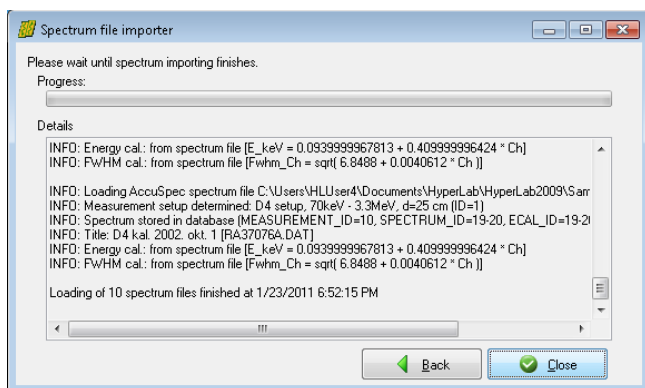 Spectrum file importer
Please wait until spectrum importing finishes.
Progress:
Details
INFO: Energy cal.: from spectrum file [E_keV = 0.0939999967813 + 0.409999996424 * Ch]
INFO: FWHM cal.: from spectrum file [Fwhm_Ch = sqrt( 6.8488 + 0.0040612 * Ch )]
INFO: Loading AccuSpec spectrum file C:\Users\HLUser4\Documents\HyperLab\HyperLab2009\Sam
INFO: Measurement setup determined: D4 setup, 70keV - 3.3MeV, d=25 cm (ID=1)
INFO: Spectrum stored in database (MEASUREMENT_ID=10, SPECTRUM_ID=19-20, ECAL_ID=19-20
INFO: Title: D4 kal. 2002. okt. 1 [RA37076A.DAT]
INFO: Energy cal.: from spectrum file [E_keV = 0.0939999967813 + 0.409999996424 * Ch]
INFO: FWHM cal.: from spectrum file [Fwhm_Ch = sqrt( 6.8488 + 0.0040612 * Ch )]
Loading of 10 spectrum files finished at 1/23/2011 6:52:15 PM
Back
Close